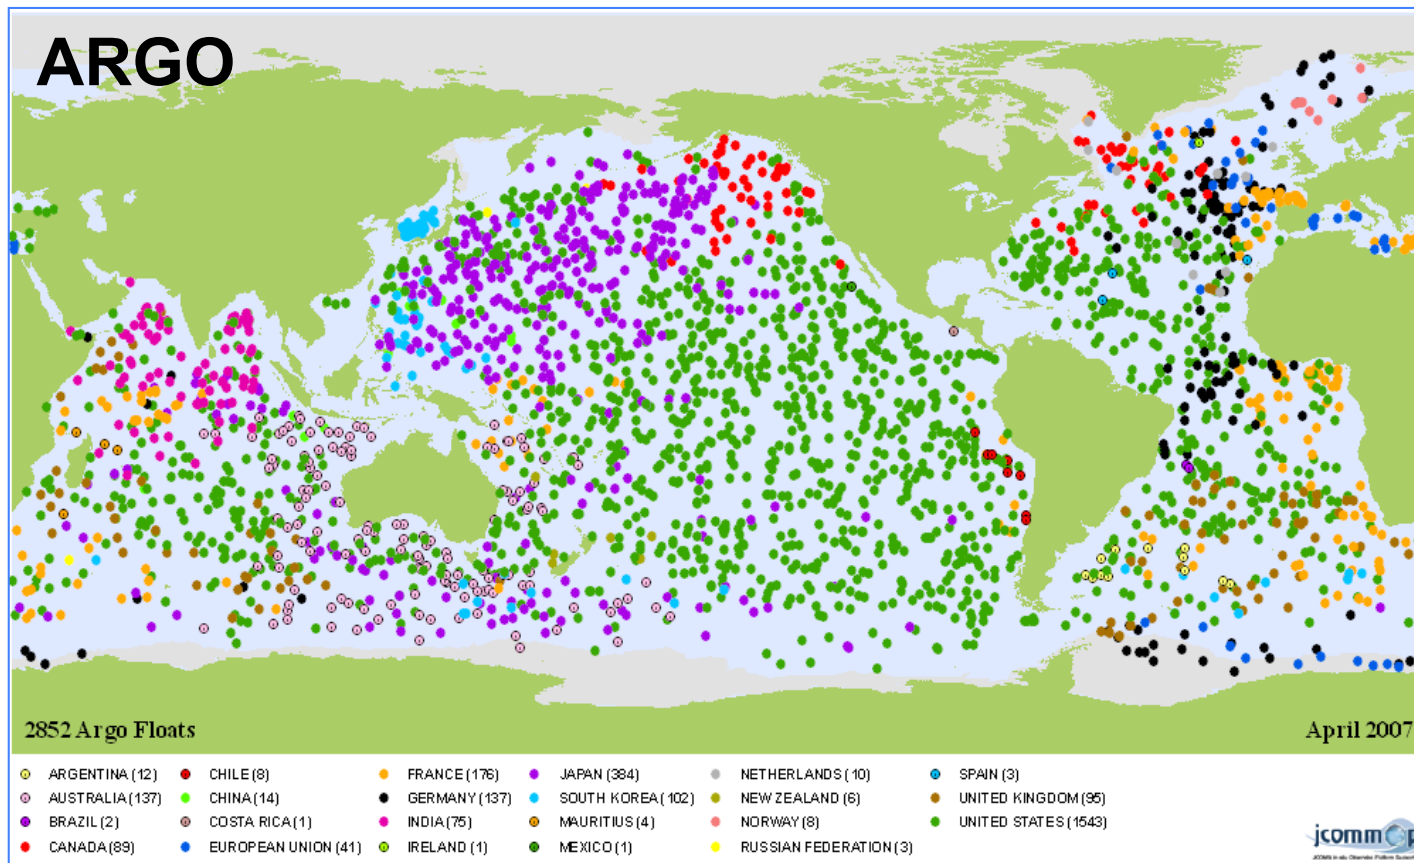 ARGO
2852 Argo Floats
April 2007
ARGENTINA (12)
AUSTRALIA (137)
BRAZIL (2)
CANADA (89)
CHILE (8)
CHINA (14)
COSTA RICA (1)
EUROPEAN UNION (41)
FRANCE (176)
GERMANY (137)
INDIA (75)
IRELAND (1)
JAPAN (384)
SOUTH KOREA (102)
MAURITIUS (4)
MEXICO (1)
NETHERLANDS (10)
NEW ZEALAND (6)
NORWAY (8)
RUSSIAN FEDERATION (3)
SPAIN (3)
UNITED KINGDOM (95)
UNITED STATES (1543)
jcommop